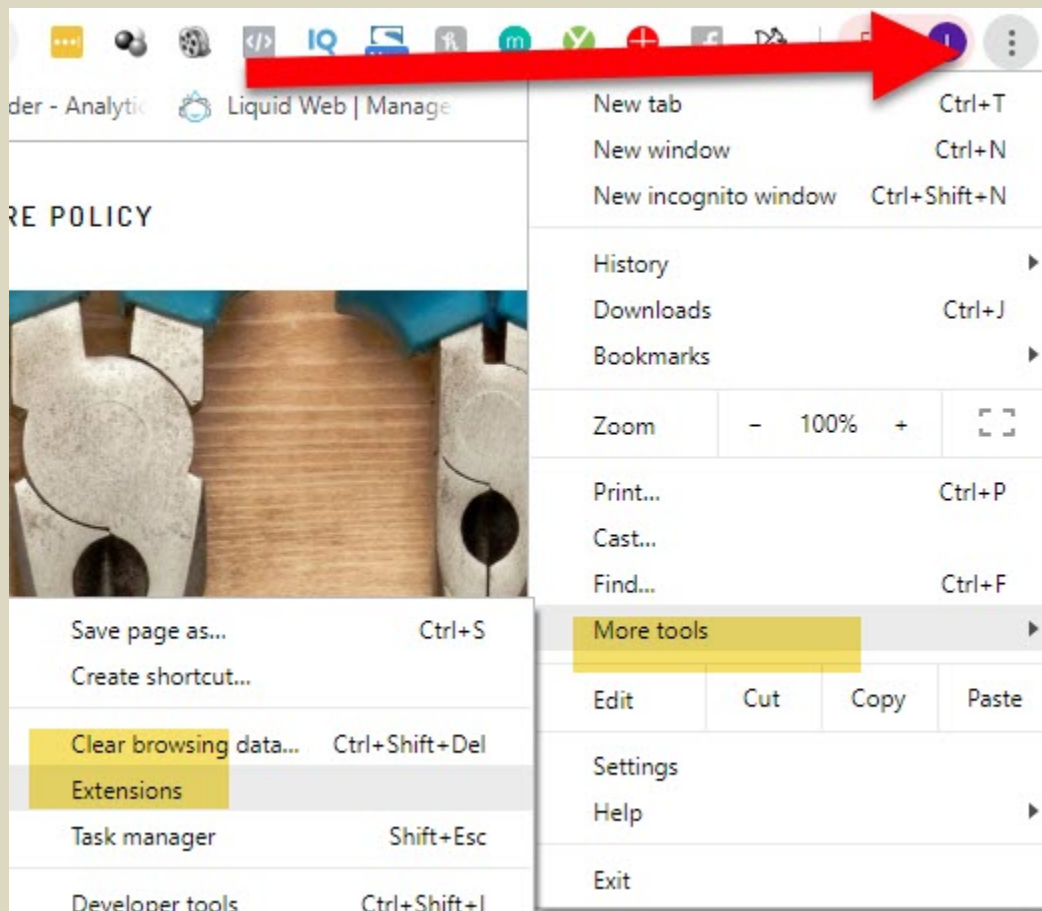 IQ
der - Analytic
Liquid Web | Manage
RE POLICY
New tab Ctrl+T
New window Ctrl+N
New incognito window Ctrl+Shift+N
History
Downloads Ctrl+J
Bookmarks
Zoom - 100% +
Print... Ctrl+P
Cast...
Find... Ctrl+F
More tools
Edit Cut Copy Paste
Settings
Help
Exit
Save page as... Ctrl+S
Create shortcut...
Clear browsing data... Ctrl+Shift+Del
Extensions
Task manager Shift+Esc
Developer tools Ctrl+Shift+I